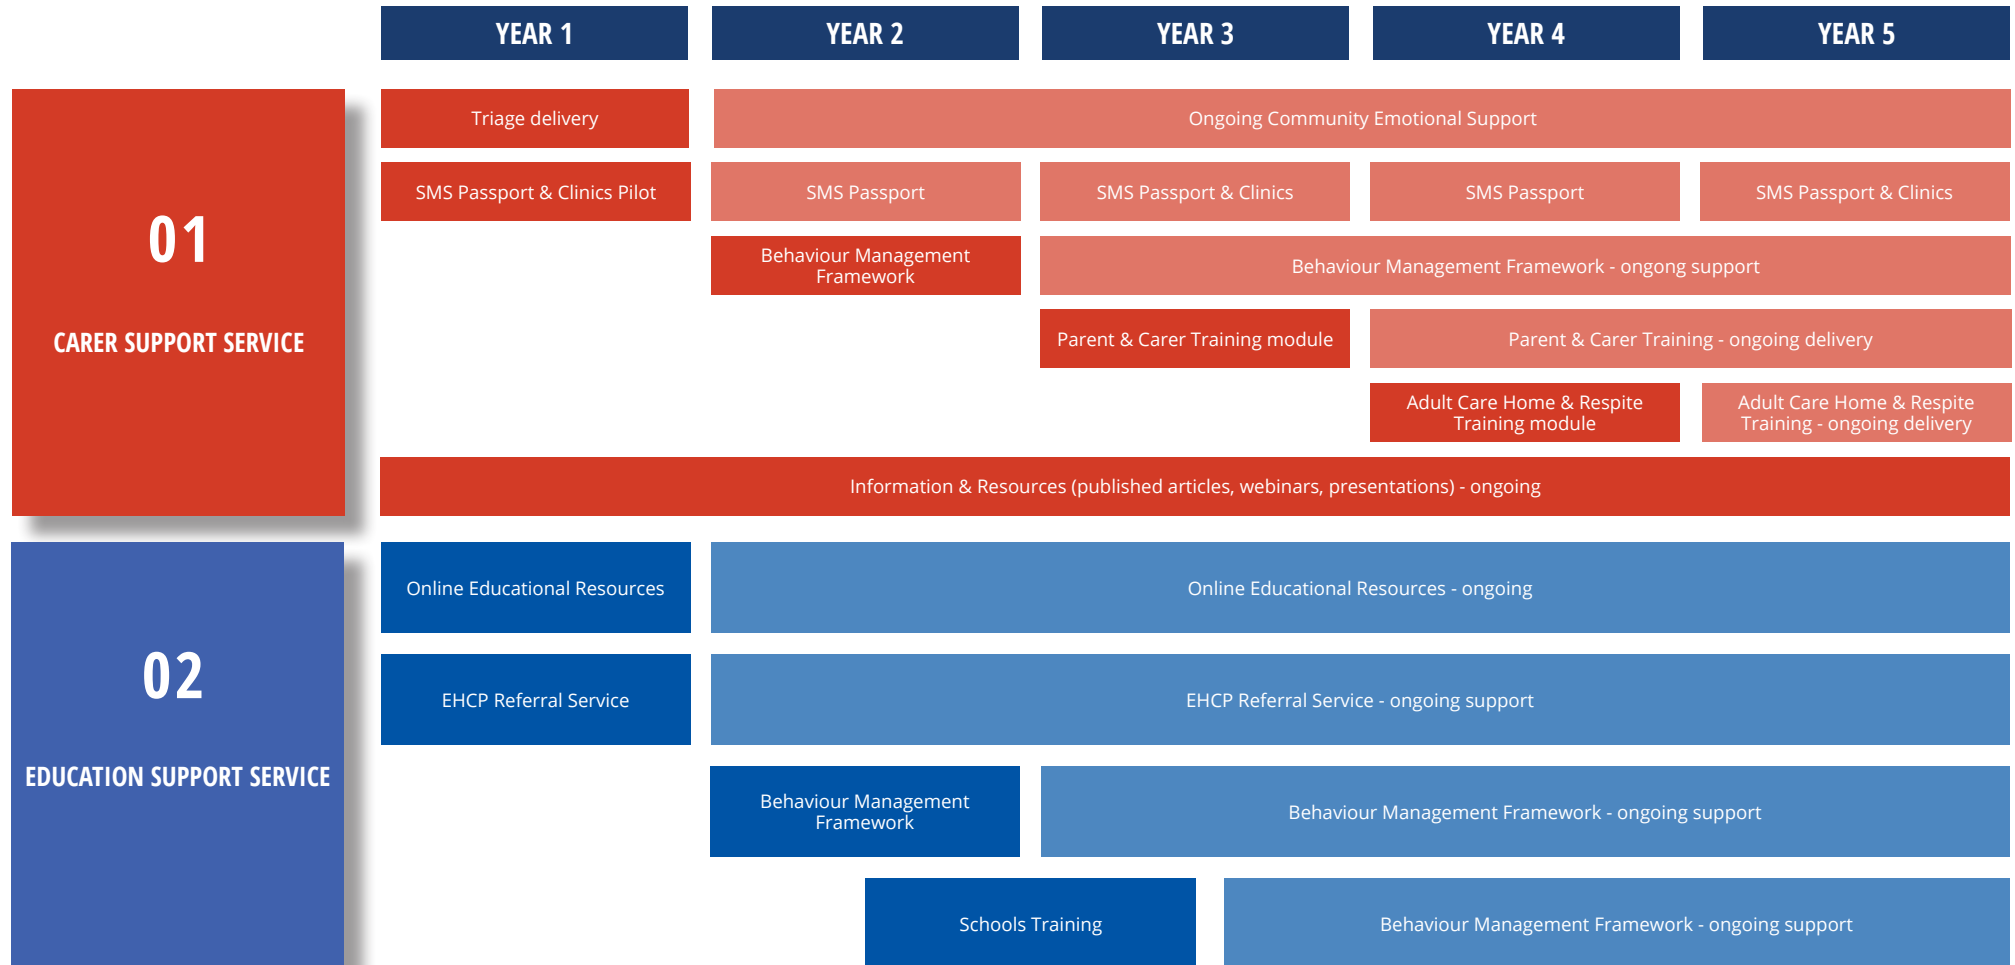 YEAR 1
YEAR 2
YEAR 3
YEAR 4
YEAR 5
01
CARER SUPPORT SERVICE
Triage delivery
Ongoing Community Emotional Support
SMS Passport & Clinics Pilot
SMS Passport
SMS Passport & Clinics
SMS Passport
SMS Passport & Clinics
Behaviour Management
Framework
Behaviour Management Framework - ongong support
Parent & Carer Training module
Parent & Carer Training - ongoing delivery
Adult Care Home & Respite
Training module
Adult Care Home & Respite
Training - ongoing delivery
Information & Resources (published articles, webinars, presentations) - ongoing
02
EDUCATION SUPPORT SERVICE
Online Educational Resources
Online Educational Resources - ongoing
EHCP Referral Service
EHCP Referral Service - ongoing support
Behaviour Management
Framework
Behaviour Management Framework - ongoing support
Schools Training
Behaviour Management Framework - ongoing support